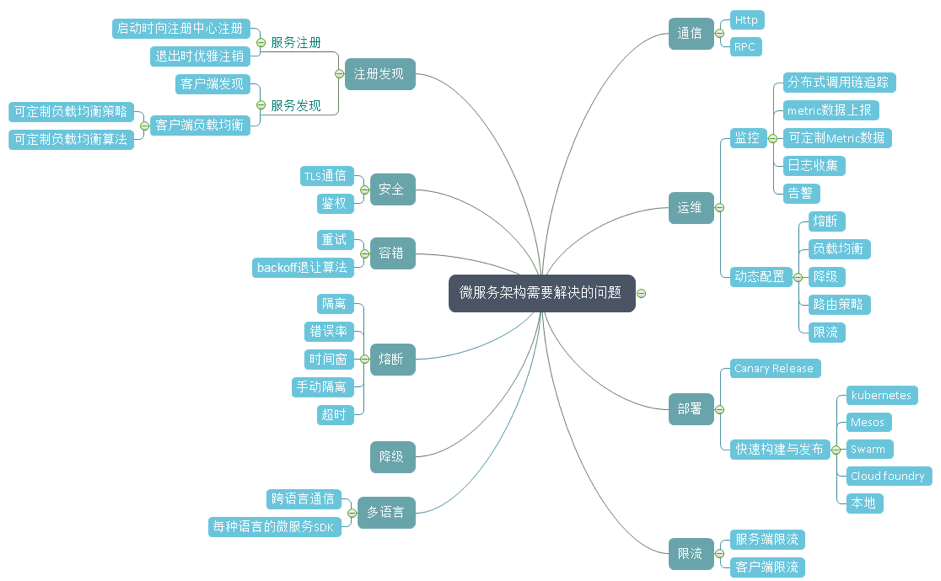 微服务架构需要解决的问题
注册发现
服务注册
启动时向注册中心注册
退出时优雅注销
服务发现
客户端发现
客户端负载均衡
可定制负载均衡策略
可定制负载均衡算法
安全
TLS通信
鉴权
容错
重试
backoff退让算法
熔断
隔离
错误率
时间窗
手动隔离
超时
降级
多语言
跨语言通信
每种语言的微服务SDK
通信
Http
RPC
运维
监控
分布式调用链追踪
metric数据上报
可定制Metric数据
日志收集
告警
动态配置
熔断
负载均衡
降级
路由策略
限流
部署
Canary Release
快速构建与发布
kubernetes
Mesos
Swarm
Cloud foundry
本地
限流
服务端限流
客户端限流